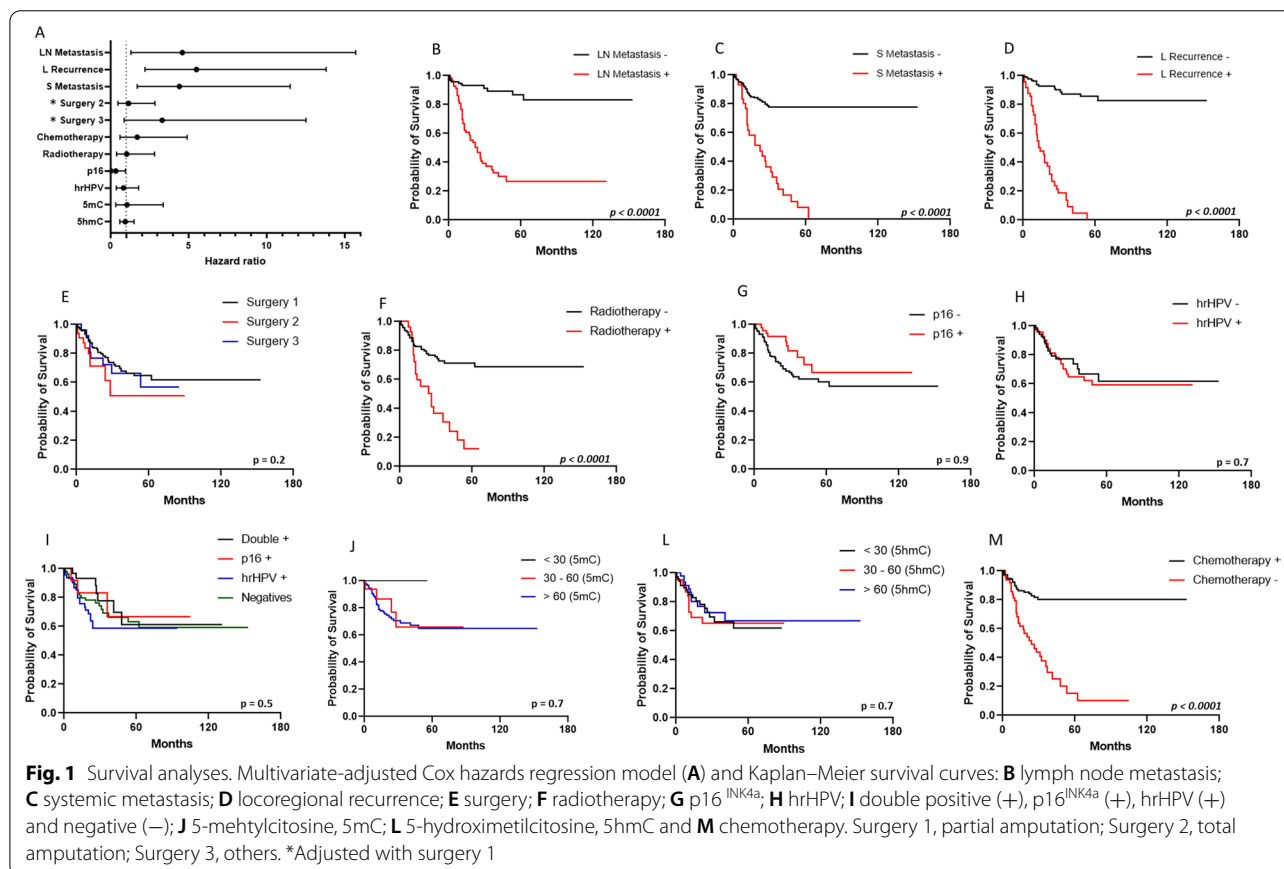 A
LN Metastasis
L Recurrence
S Metastasis
* Surgery 2
* Surgery 3
Chemotherapy
Radiotherapy
p16
hrHPV
5mC
5hmC
0 5 10 15
Hazard ratio
B
LN Metastasis -
LN Metastasis +
Probability of Survival
1.0
0.8
0.6
0.4
0.2
0.0
0 60 120 180
Months
p < 0.0001
C
S Metastasis -
S Metastasis +
Probability of Survival
1.0
0.8
0.6
0.4
0.2
0.0
0 60 120 180
Months
p < 0.0001
D
L Recurrence -
L Recurrence +
Probability of Survival
1.0
0.8
0.6
0.4
0.2
0.0
0 60 120 180
Months
p < 0.0001
E
Surgery 1
Surgery 2
Surgery 3
Probability of Survival
1.0
0.8
0.6
0.4
0.2
0.0
0 60 120 180
Months
p = 0.2
F
Radiotherapy -
Radiotherapy +
Probability of Survival
1.0
0.8
0.6
0.4
0.2
0.0
0 60 120 180
Months
p < 0.0001
G
p16 -
p16 +
Probability of Survival
1.0
0.8
0.6
0.4
0.2
0.0
0 60 120 180
Months
p = 0.9
H
hrHPV -
hrHPV +
Probability of Survival
1.0
0.8
0.6
0.4
0.2
0.0
0 60 120 180
Months
p = 0.7
I
Double +
p16 +
hrHPV +
Negatives
Probability of Survival
1.0
0.8
0.6
0.4
0.2
0.0
0 60 120 180
Months
p = 0.5
J
< 30 (5mC)
30 - 60 (5mC)
> 60 (5mC)
Probability of Survival
1.0
0.8
0.6
0.4
0.2
0.0
0 60 120 180
Months
p = 0.7
L
< 30 (5hmC)
30 - 60 (5hmC)
> 60 (5hmC)
Probability of Survival
1.0
0.8
0.6
0.4
0.2
0.0
0 60 120 180
Months
p = 0.7
M
Chemotherapy +
Chemotherapy -
Probability of Survival
1.0
0.8
0.6
0.4
0.2
0.0
0 60 120 180
Months
p < 0.0001
Fig. 1 Survival analyses. Multivariate-adjusted Cox hazards regression model (A) and Kaplan–Meier survival curves: B lymph node metastasis;
C systemic metastasis; D locoregional recurrence; E surgery; F radiotherapy; G p16 INK4a; H hrHPV; I double positive (+), p16INK4a (+), hrHPV (+)
and negative (−); J 5-mehtylcitosine, 5mC; L 5-hydroximetilcitosine, 5hmC and M chemotherapy. Surgery 1, partial amputation; Surgery 2, total
amputation; Surgery 3, others. *Adjusted with surgery 1